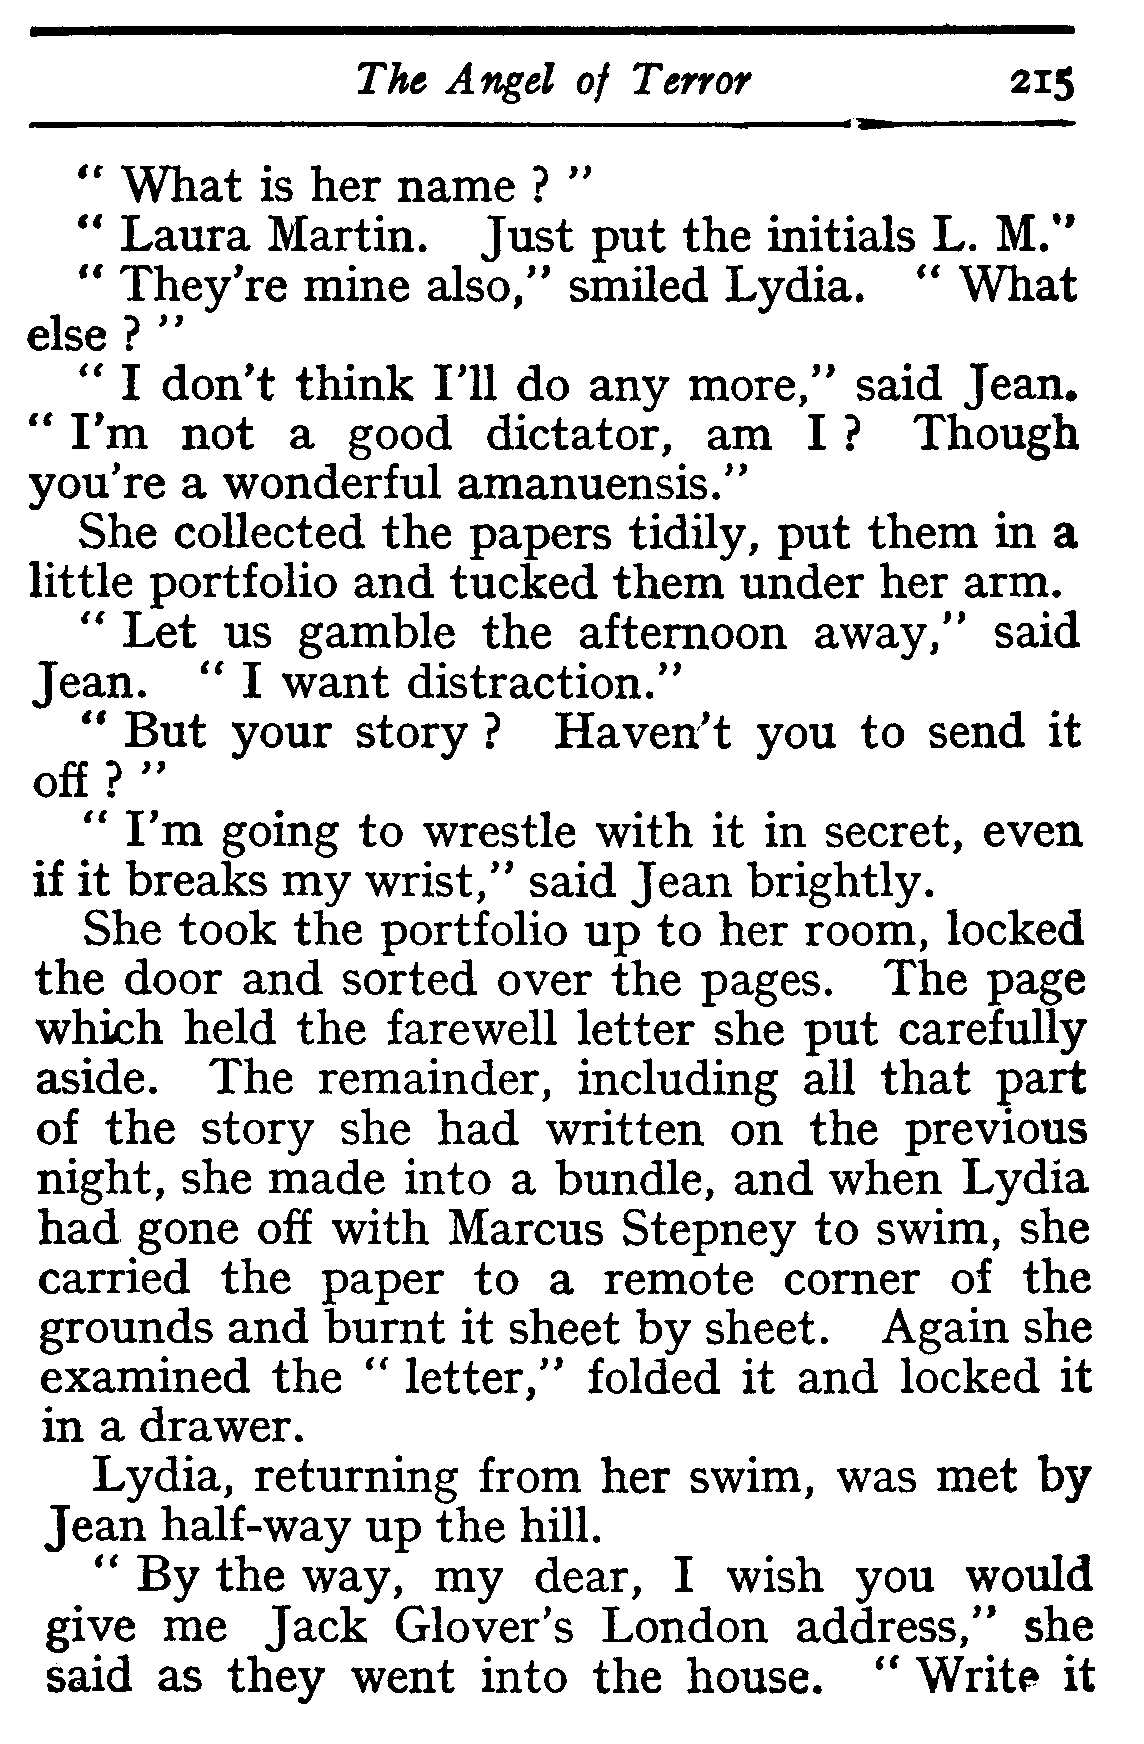 The Angel of Terror 215
“ What is her name ? ”
“ Laura Martin. Just put the initials L. M.”
“ They’re mine also,” smiled Lydia. “ What
else ? ”
“ I don’t think I’ll do any more,” said Jean.
“ I’m not a good dictator, am I ? Though
you’re a wonderful amanuensis.”
She collected the papers tidily, put them in a
little portfolio and tucked them under her arm.
“ Let us gamble the afternoon away,” said
Jean. “ I want distraction.”
“ But your story ? Haven’t you to send it
off ? ”
“ I’m going to wrestle with it in secret, even
if it breaks my wrist,” said Jean brightly.
She took the portfolio up to her room, locked
the door and sorted over the pages. The page
which held the farewell letter she put carefully
aside. The remainder, including all that part
of the story she had written on the previous
night, she made into a bundle, and when Lydia
had gone off with Marcus Stepney to swim, she
carried the paper to a remote corner of the
grounds and burnt it sheet by sheet. Again she
examined the “ letter,” folded it and locked it
in a drawer.
Lydia, returning from her swim, was met by
Jean half-way up the hill.
“ By the way, my dear, I wish you would
give me Jack Glover’s London address,” she
said as they went into the house. “ Write it